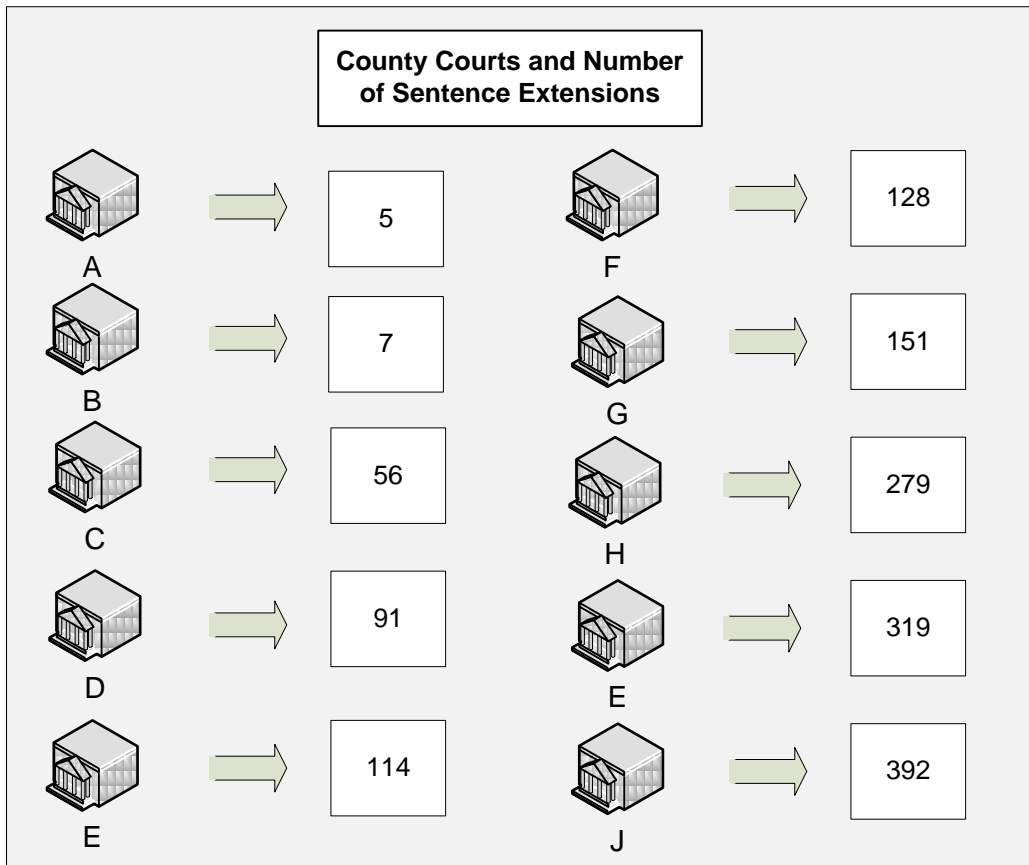 County Courts and Number
of Sentence Extensions
A
5
B
7
C
56
D
91
E
114
F
128
G
151
H
279
E
319
J
392